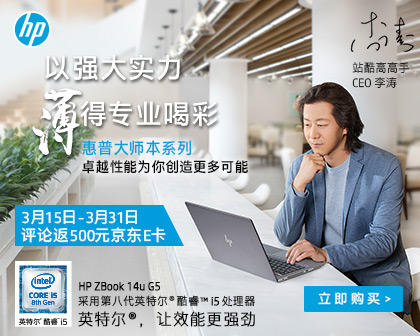 hp
站酷高高手
CEO 李涛
以强大实力
薄得专业喝彩
惠普大师本系列
卓越性能为你创造更多可能
3月15日-3月31日
评论返500元京东E卡
hp
intel
CORE i5
8th Gen
英特尔® 酷睿™ i5
HP ZBook 14u G5
采用第八代英特尔®酷睿™ i5 处理器
英特尔®，让效能更强劲
立即购买 >